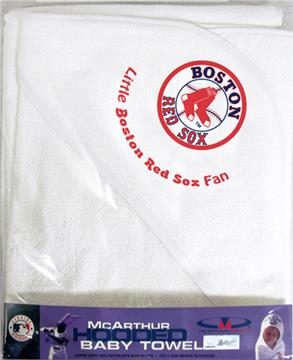 BOSTON
RED SOX
Little Boston Red Sox Fan
McARTHUR
HOODED
BABY TOWEL